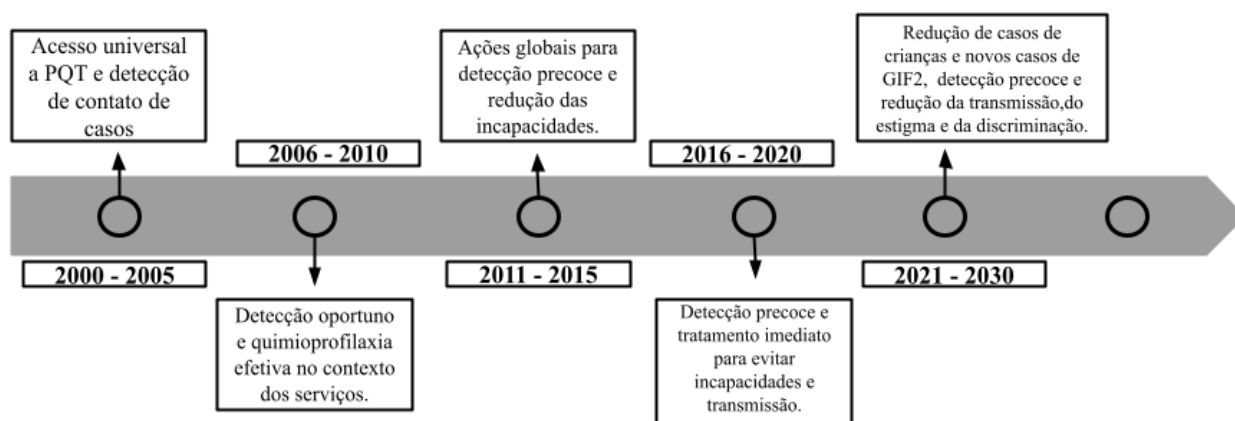 Acesso universal
a PQT e detecção
de contato de
casos
2000 - 2005
2006 - 2010
Detecção oportuno
e quimioprofilaxia
efetiva no contexto
dos serviços.
Ações globais para
detecção precoce e
redução das
incapacidades.
2011 - 2015
2016 - 2020
Detecção precoce e
tratamento imediato
para evitar
incapacidades e
transmissão.
Redução de casos de
crianças e novos casos de
GIF2, detecção precoce e
redução da transmissão,do
estigma e da discriminação.
2021 - 2030